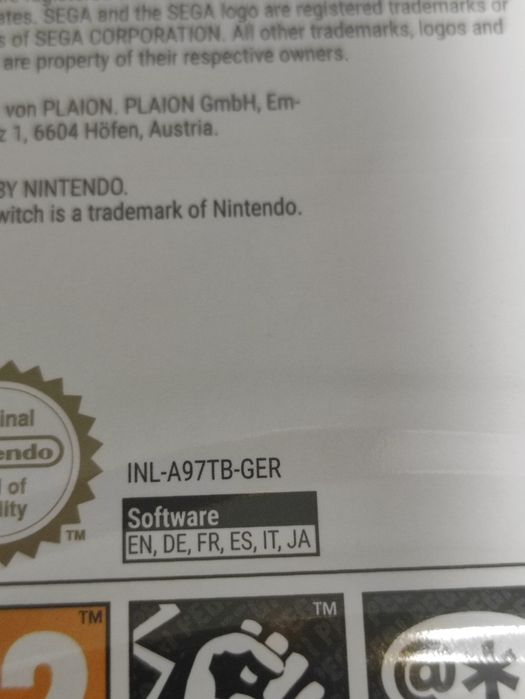 ates. SEGA and the SEGA logo are registered trademarks or
s of SEGA CORPORATION. All other trademarks, logos and
are property of their respective owners.
von PLAION. PLAION GmbH, Em-
z 1, 6604 Höfen, Austria.
BY NINTENDO.
witch is a trademark of Nintendo.
inal
endo
l of
lity
TM
INL-A97TB-GER
Software
EN, DE, FR, ES, IT, JA
TM
2
TM
@*